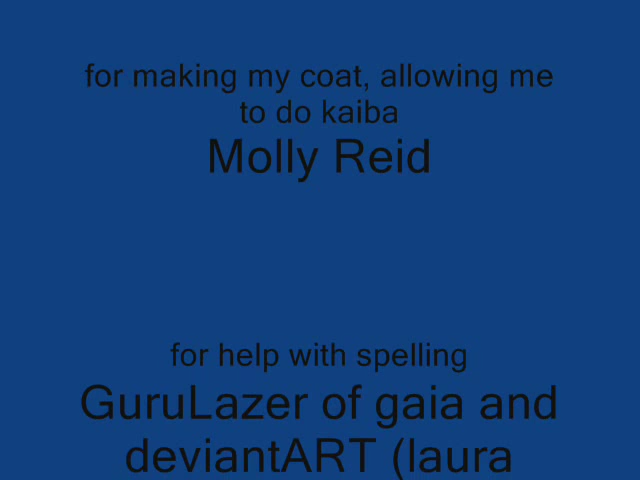 for making my coat, allowing me
to do kaiba
Molly Reid
for help with spelling
GuruLazer of gaia and
deviantART (laura